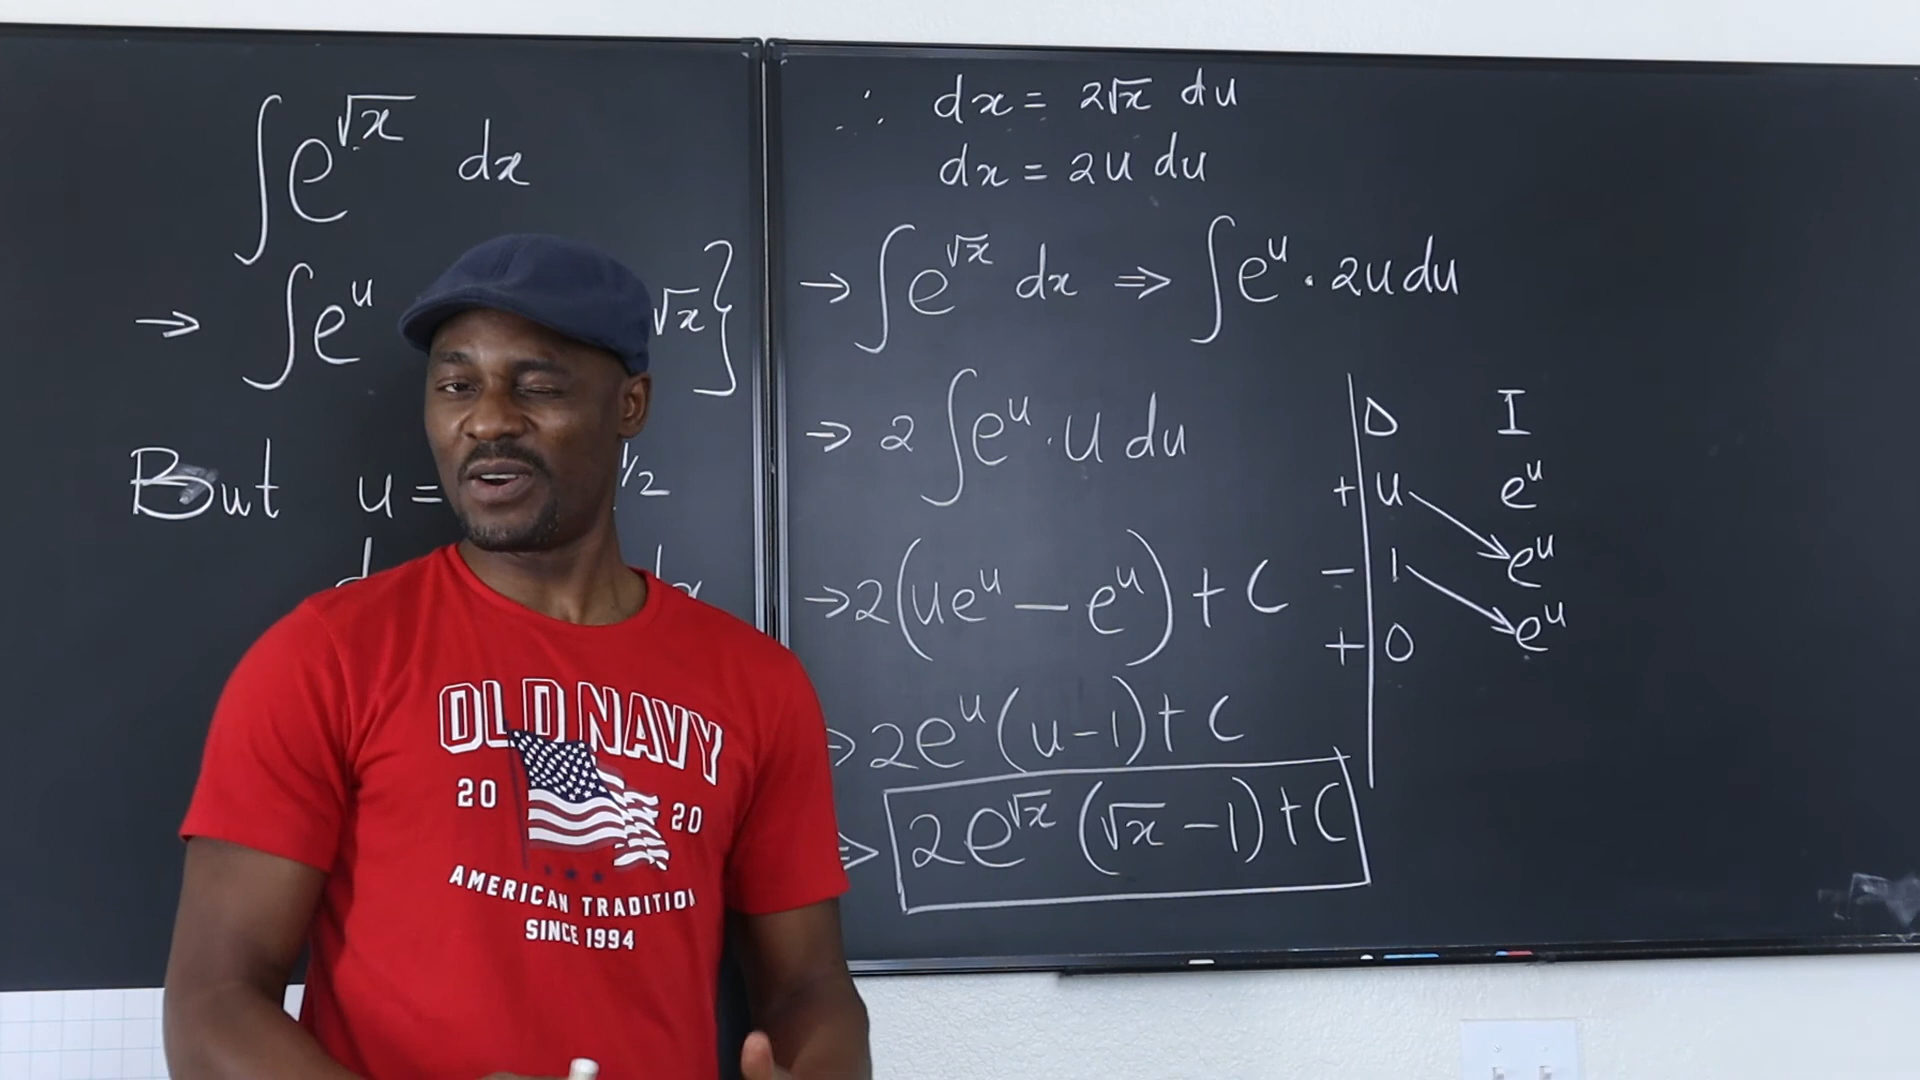 ∫e^√x dx
⇒ ∫e^u √x}
But u = 1/2
∴ dx = 2√x du
dx = 2u du
→ ∫e^√x dx ⇒ ∫e^u · 2u du
⇒ 2 ∫e^u · u du
⇒ 2(ue^u − e^u) + C
⇒ 2e^u(u−1) + C
⇒ 2e^√x (√x −1) + C
D I
+ u e^u
− 1 e^u
+ 0 e^u
OLD NAVY
20 20
AMERICAN TRADITION
SINCE 1994